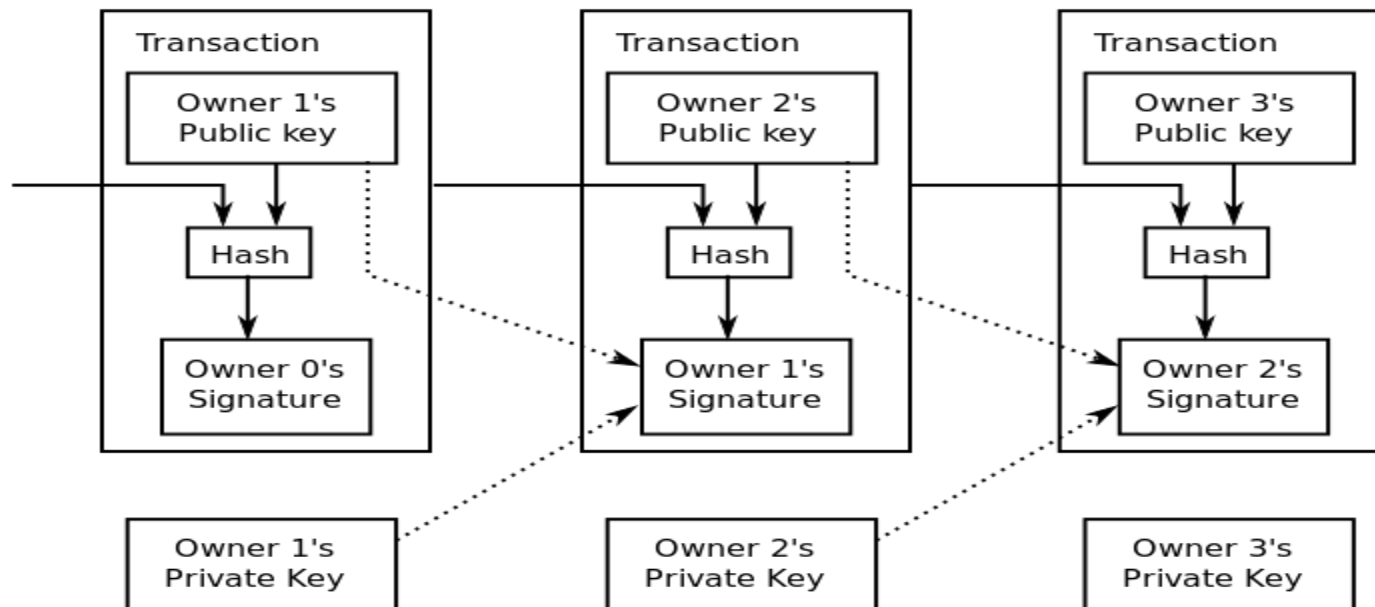 Transaction
Owner 1's
Public key
Hash
Owner 0's
Signature
Transaction
Owner 2's
Public key
Hash
Owner 1's
Signature
Transaction
Owner 3's
Public key
Hash
Owner 2's
Signature
Owner 1's
Private Key
Owner 2's
Private Key
Owner 3's
Private Key